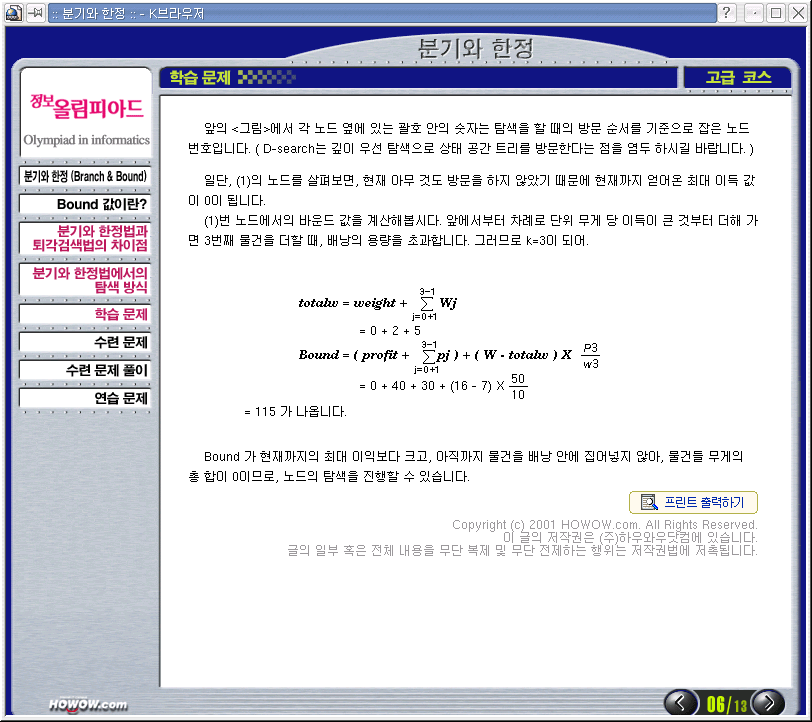 :: 분기와 한정 :: - K브라우저
분기와 한정
학습 문제
고급 코스
정보올림피아드
Olympiad in informatics
분기와 한정 (Branch & Bound)
Bound 값이란?
분기와 한정법과
퇴각검색법의 차이점
분기와 한정법에서의
탐색 방식
학습 문제
수련 문제
수련 문제 풀이
연습 문제
앞의 <그림>에서 각 노드 옆에 있는 괄호 안의 숫자는 탐색을 할 때의 방문 순서를 기준으로 잡은 노드
번호입니다. ( D-search는 깊이 우선 탐색으로 상태 공간 트리를 방문한다는 점을 염두 하시길 바랍니다. )
일단, (1)의 노드를 살펴보면, 현재 아무 것도 방문을 하지 않았기 때문에 현재까지 얻어온 최대 이득 값
이 0이 됩니다.
(1)번 노드에서의 바운드 값을 계산해봅시다. 앞에서부터 차례로 단위 무게 당 이득이 큰 것부터 더해 가
면 3번째 물건을 더할 때, 배낭의 용량을 초과합니다. 그러므로 k=3이 되어.
3-1
totalw = weight + ∑ Wj
j=0+1
= 0 + 2 + 5
3-1
Bound = ( profit + ∑ pj ) + ( W - totalw ) X P3/w3
j=0+1
= 0 + 40 + 30 + (16 - 7) X 50/10
= 115 가 나옵니다.
Bound 가 현재까지의 최대 이익보다 크고, 아직까지 물건을 배낭 안에 집어넣지 않아, 물건들 무게의
총 합이 0이므로, 노드의 탐색을 진행할 수 있습니다.
프린트 출력하기
Copyright (c) 2001 HOWOW.com. All Rights Reserved.
이 글의 저작권은 (주)하우와우닷컴에 있습니다.
글의 일부 혹은 전체 내용을 무단 복제 및 무단 전제하는 행위는 저작권법에 저촉됩니다.
HOWOW.com
06/13